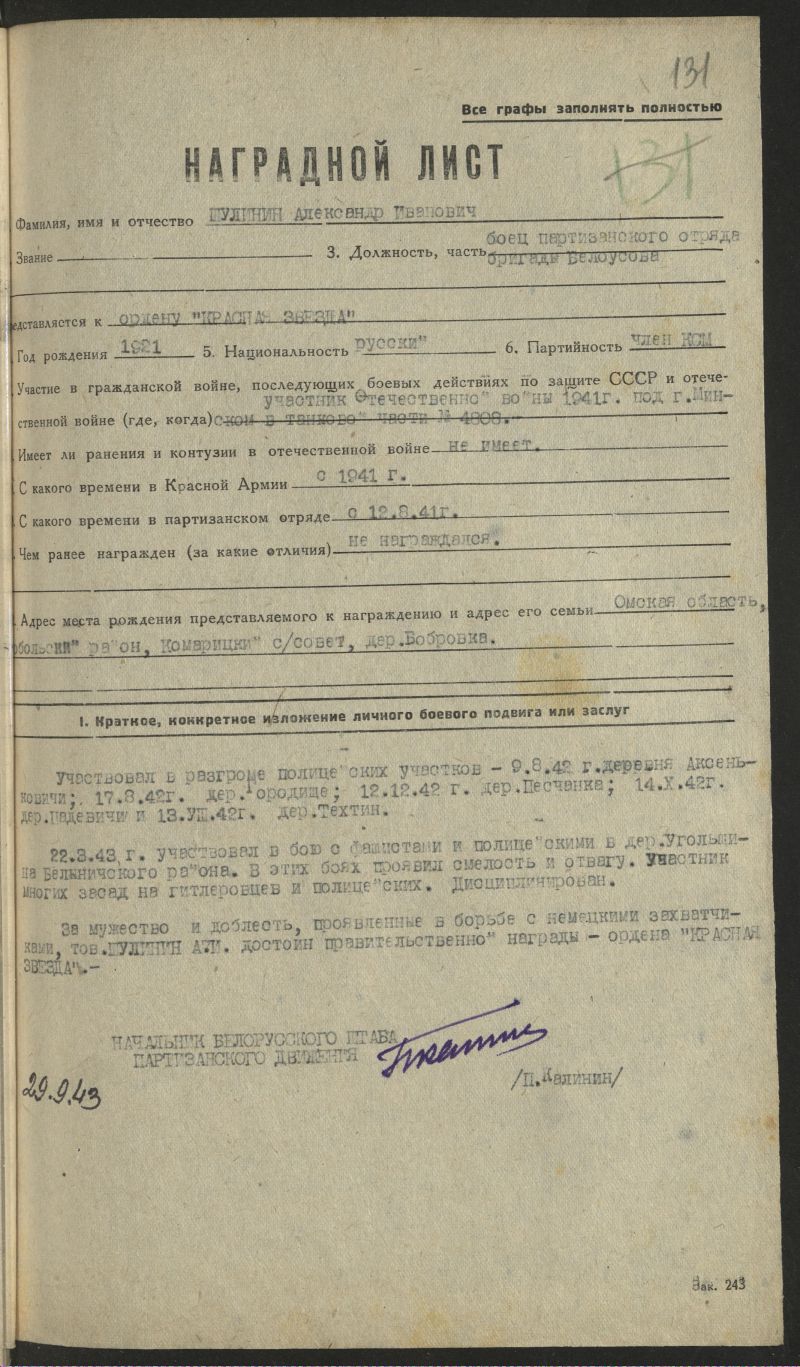 131
Все графы заполнять полностью
НАГРАДНОЙ ЛИСТ
131
Фамилия, имя и отчество Александр Иванович
Звание 3. Должность, часть боец партизанского отряда
бригады Белоусова
едставляется к ордену "КРАСНАЯ ЗВЕЗДА"
Год рождения 1921 5. Национальность русски" 6. Партийность член КСМ
Участие в гражданской войне, последующих боевых действиях по защите СССР и отече-
участник Отечественно" во"ны 1941г. под г.Мин-
ственной войне (где, когда) ском в танково" части № 4808.-
Имеет ли ранения и контузии в отечественной войне не имеет.
С какого времени в Красной Армии с 1941 г.
С какого времени в партизанском отряде с 12.8.41г.
Чем ранее награжден (за какие отличия) не награждался.
Адрес места рождения представляемого к награждению и адрес его семьи Омская область,
обольски" ра"он, Комарицки" с/совет, дер.Бобровка.
1. Краткое, конкретное изложение личного боевого подвига или заслуг
Участвовал в разгроме полице"ских участков - 9.8.42 г.деревня Аксень-
ковичи; 17.8.42г. дер.Городище; 12.12.42 г. дер.Песчанка; 14.X.42г.
дер.Падевичи и 13.УШ.42г. дер.Техтин.
22.3.43 г. участвовал в бою с фашистами и полице"скими в дер.Угольши-
на Белыничского ра"она. В этих боях проявил смелость и отвагу. Участник
многих засад на гитлеровцев и полице"ских. Дисциплинирован.
За мужество и доблесть, проявленные в борьбе с немецкими захватчи-
ками, тов. А.И. достоин правительственно" награды - ордена "КРАСНАЯ
ЗВЕЗДА".-
НАЧАЛЬНИК БЕЛОРУССКОГО ШТАБА
ПАРТИЗАНСКОГО ДВИЖЕНИЯ
/П.Калинин/
29.9.43
Зак. 243